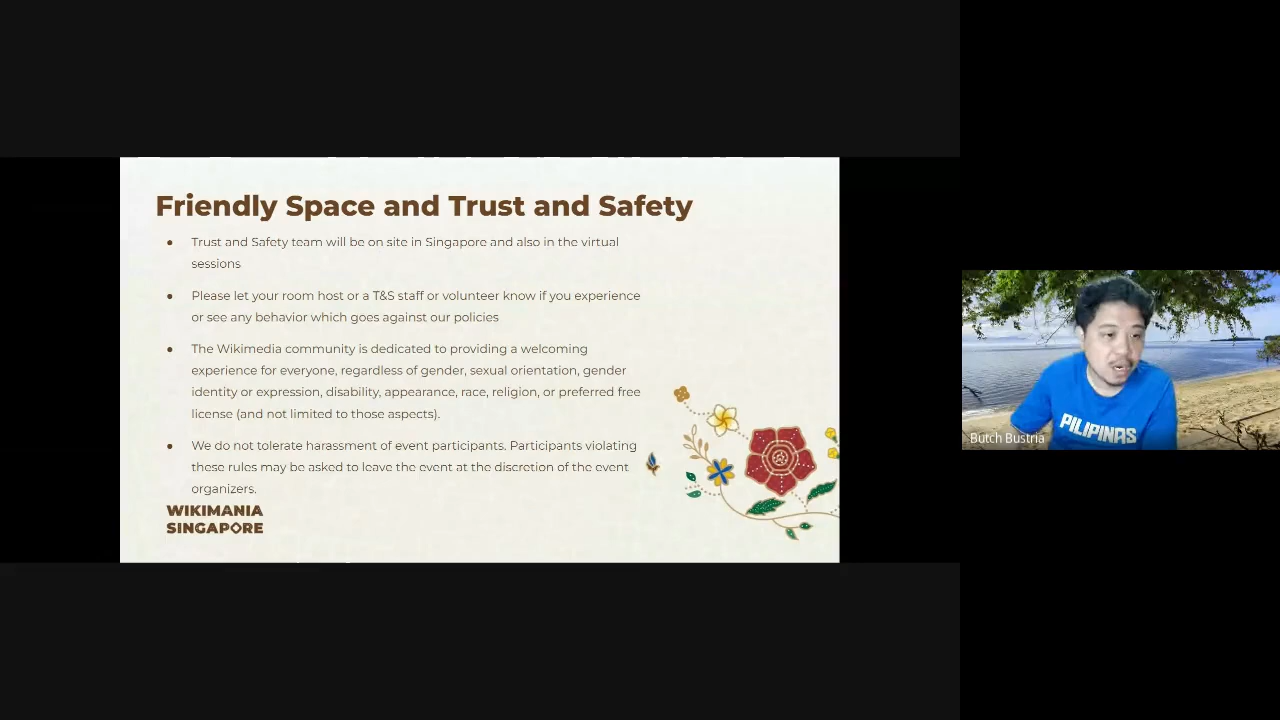 Friendly Space and Trust and Safety
● Trust and Safety team will be on site in Singapore and also in the virtual
sessions
● Please let your room host or a T&S staff or volunteer know if you experience
or see any behavior which goes against our policies
● The Wikimedia community is dedicated to providing a welcoming
experience for everyone, regardless of gender, sexual orientation, gender
identity or expression, disability, appearance, race, religion, or preferred free
license (and not limited to those aspects).
● We do not tolerate harassment of event participants. Participants violating
these rules may be asked to leave the event at the discretion of the event
organizers.
WIKIMANIA
SINGAPORE
PILIPINAS
Butch Bustria